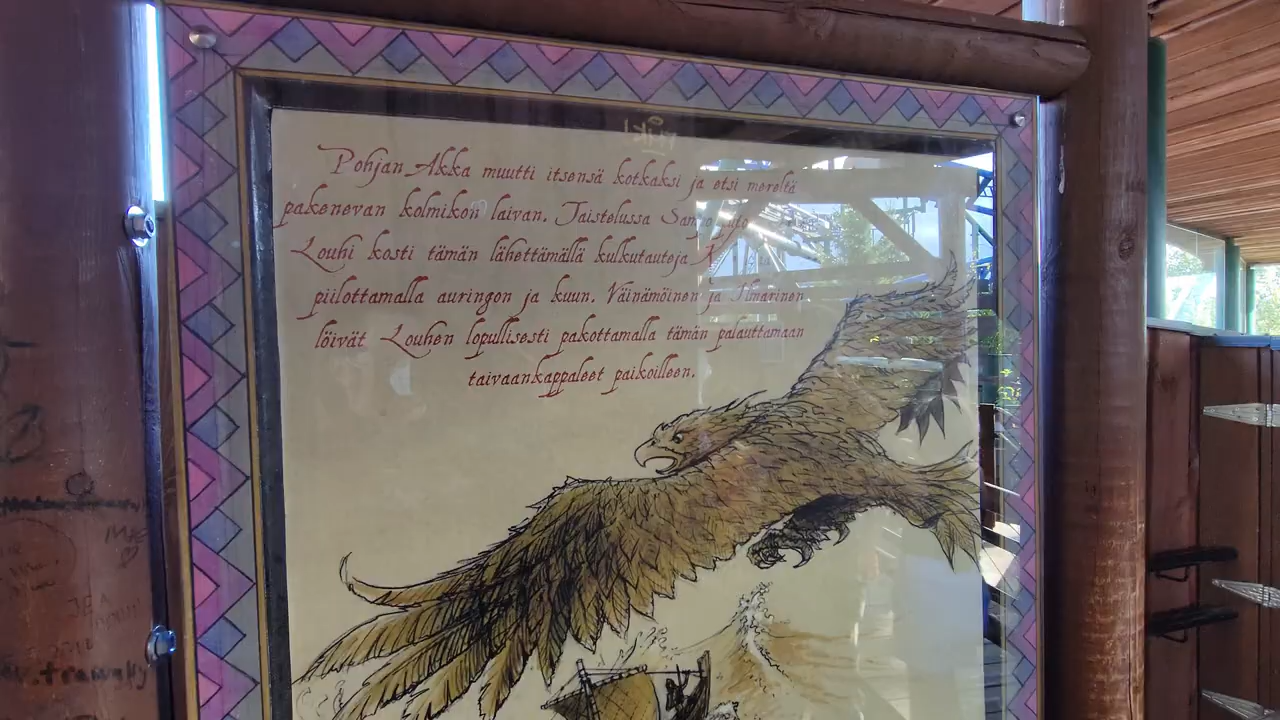 Pohjan Akka muutti itsensä kotkaksi ja etsi mereltä
pakenevan kolmikon laivan. Taistelussa Sampo
Louhi kosti tämän lähettämällä kulkutauteja
piilottamalla auringon ja kuun. Väinämöinen ja Ilmarinen
löivät Louhen lopullisesti pakottamalla tämän palauttamaan
taivaankappaleet paikoilleen.